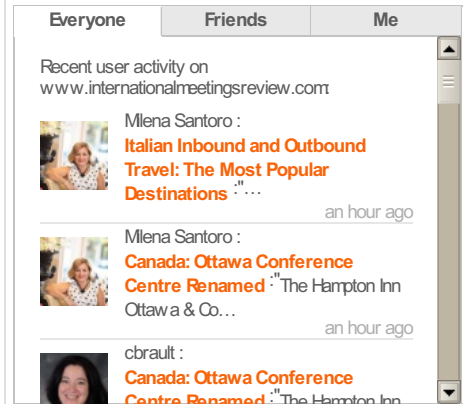 Everyone Friends Me
Recent user activity on
www.internationalmeetingsreview.com:
Milena Santoro :
Italian Inbound and Outbound
Travel: The Most Popular
Destinations :"...
an hour ago
Milena Santoro :
Canada: Ottawa Conference
Centre Renamed :"The Hampton Inn
Ottawa & Co...
an hour ago
cbrault :
Canada: Ottawa Conference
Centre Renamed :"The Hampton Inn